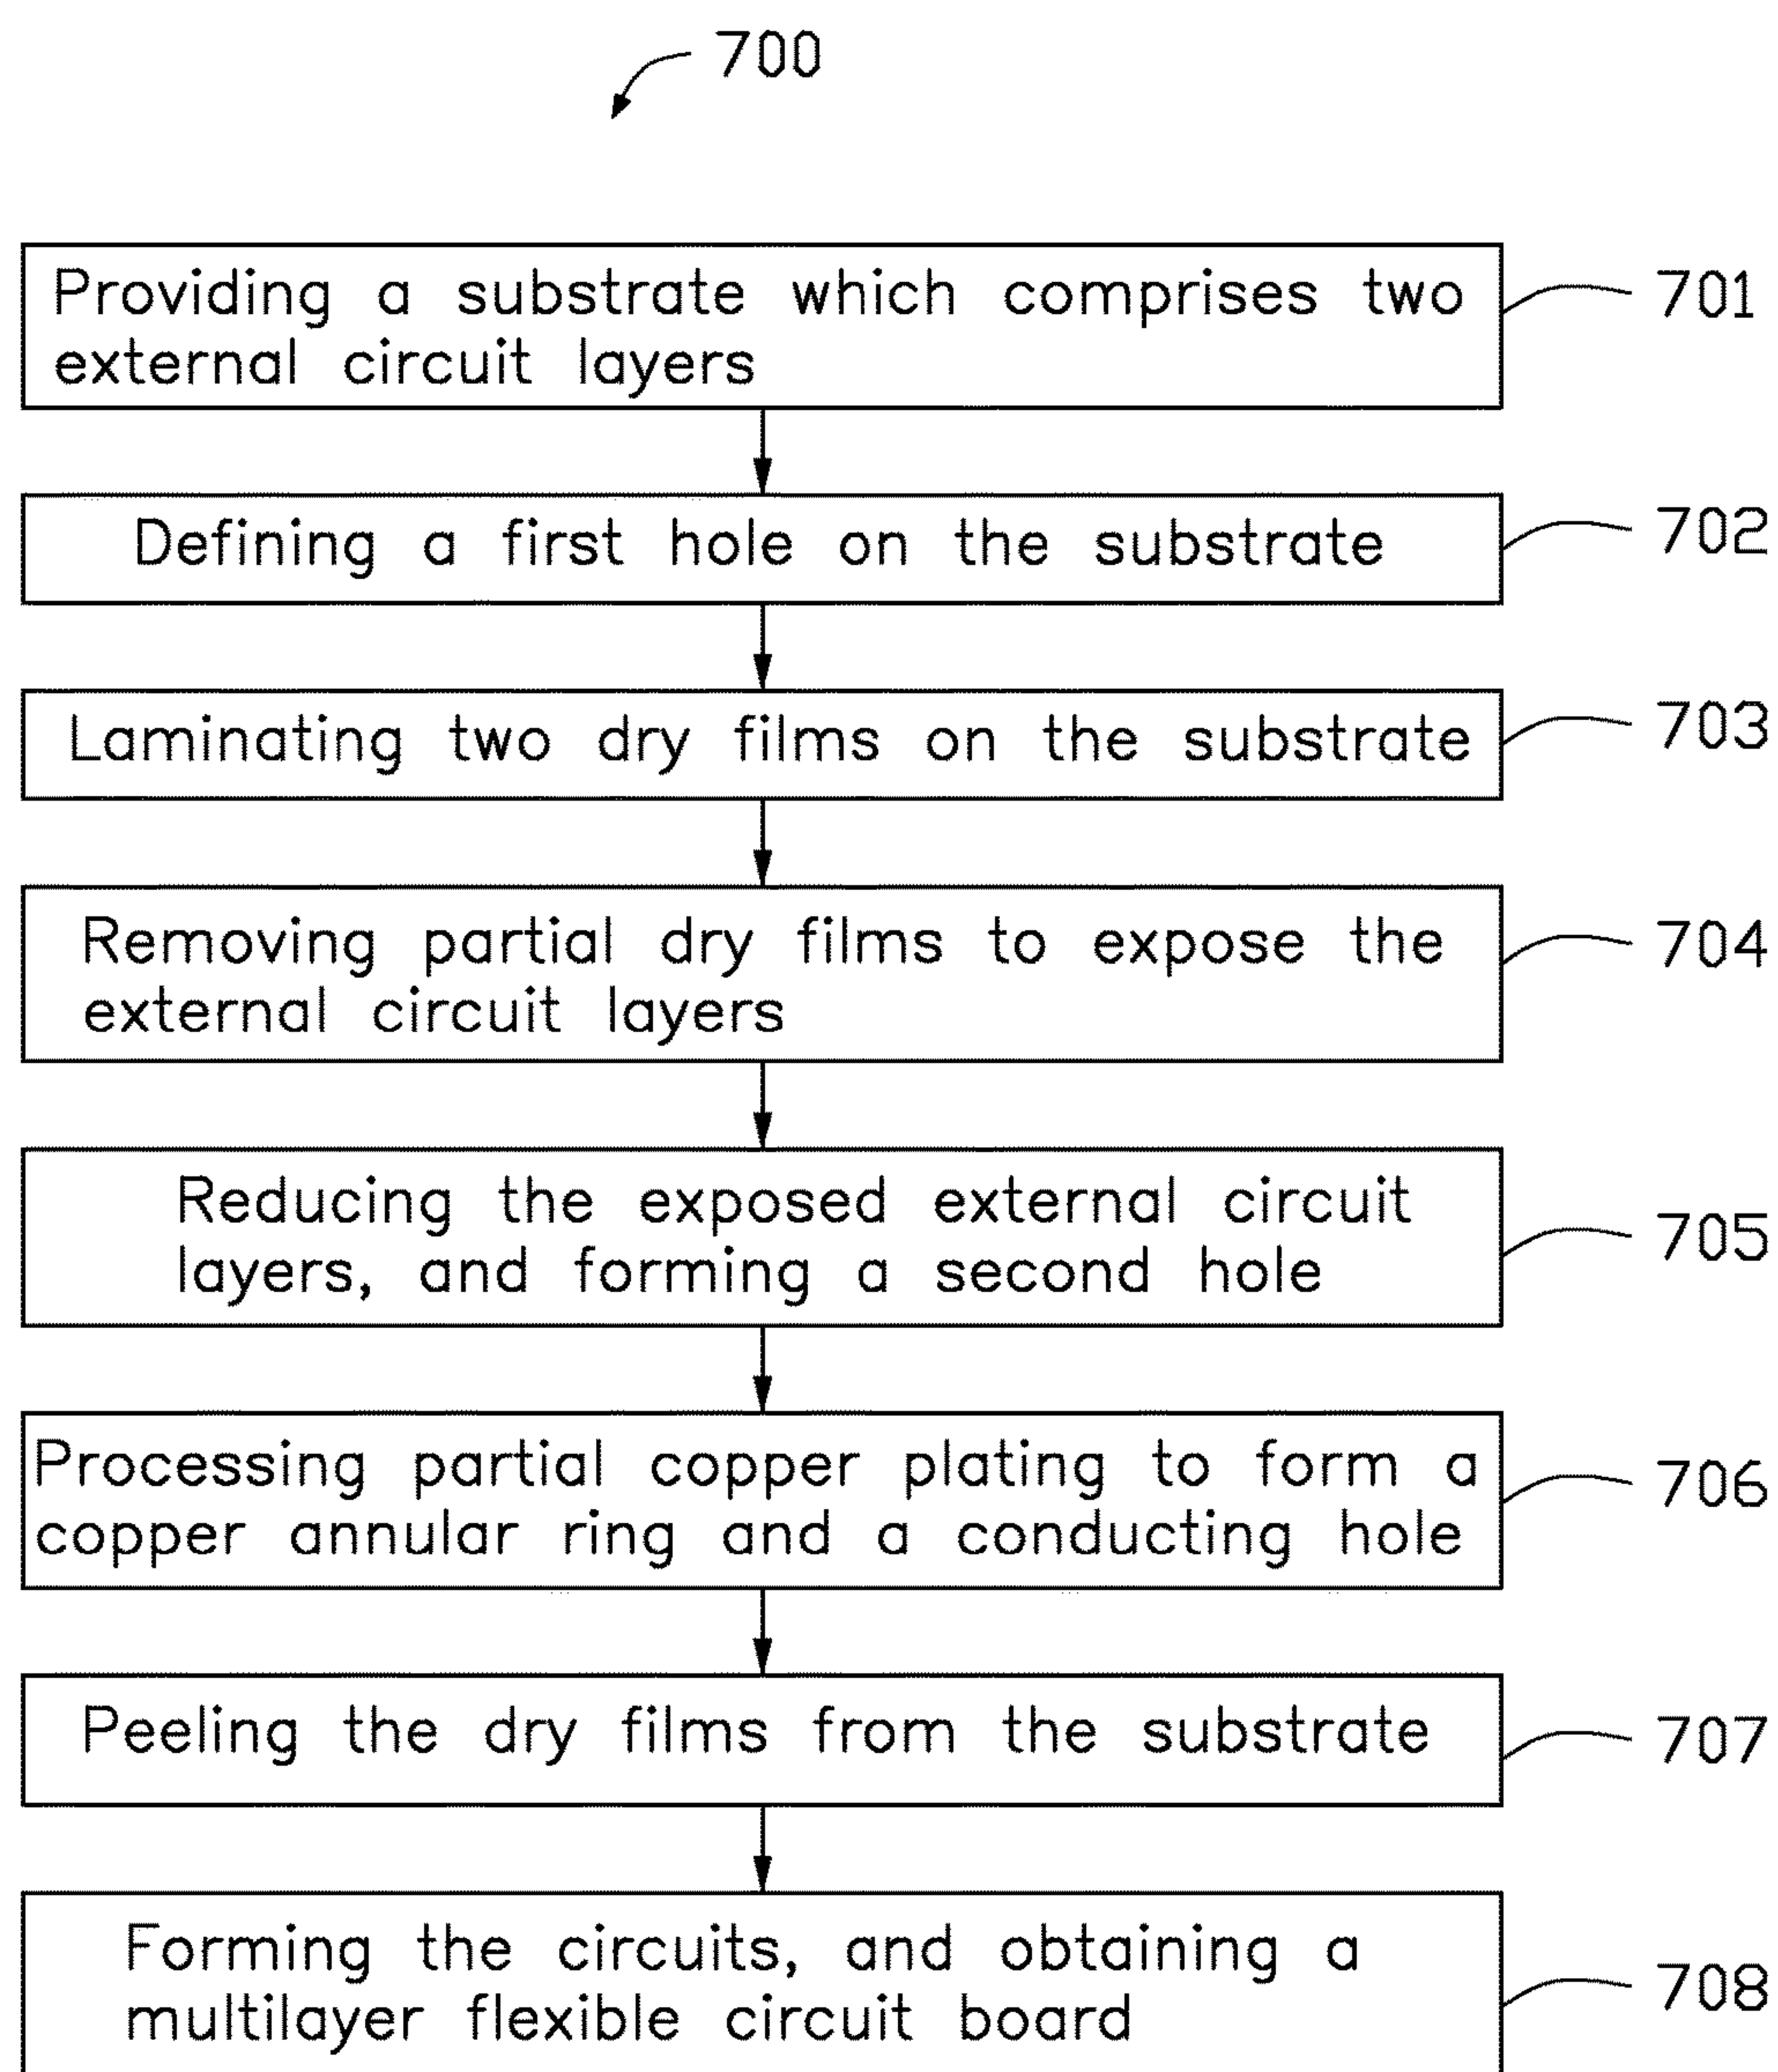 700
Providing a substrate which comprises two
external circuit layers
701
Defining a first hole on the substrate
702
Laminating two dry films on the substrate
703
Removing partial dry films to expose the
external circuit layers
704
Reducing the exposed external circuit
layers, and forming a second hole
705
Processing partial copper plating to form a
copper annular ring and a conducting hole
706
Peeling the dry films from the substrate
707
Forming the circuits, and obtaining a
multilayer flexible circuit board
708